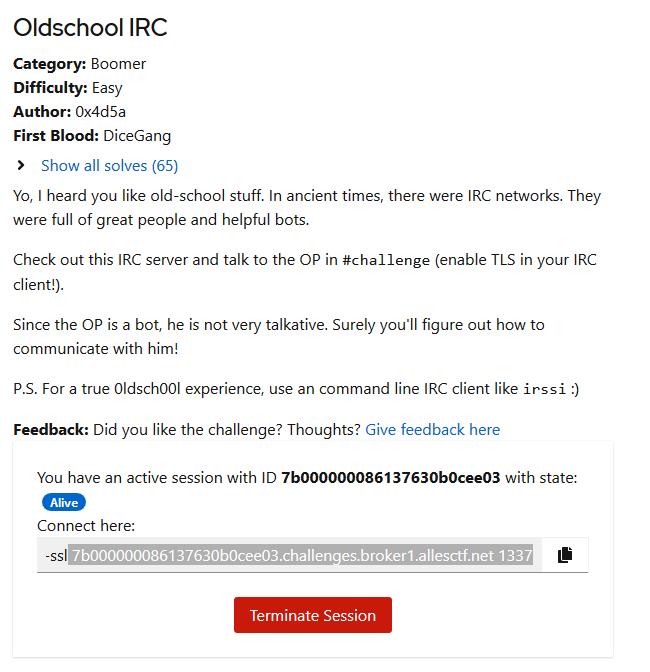 Oldschool IRC
Category: Boomer
Difficulty: Easy
Author: 0x4d5a
First Blood: DiceGang
Show all solves (65)
Yo, I heard you like old-school stuff. In ancient times, there were IRC networks. They
were full of great people and helpful bots.
Check out this IRC server and talk to the OP in #challenge (enable TLS in your IRC
client!).
Since the OP is a bot, he is not very talkative. Surely you'll figure out how to
communicate with him!
P.S. For a true 0ldsch00l experience, use an command line IRC client like irssi :)
Feedback: Did you like the challenge? Thoughts? Give feedback here
You have an active session with ID 7b000000086137630b0cee03 with state:
Alive
Connect here:
-ssl 7b000000086137630b0cee03.challenges.broker1.allesctf.net 1337
Terminate Session